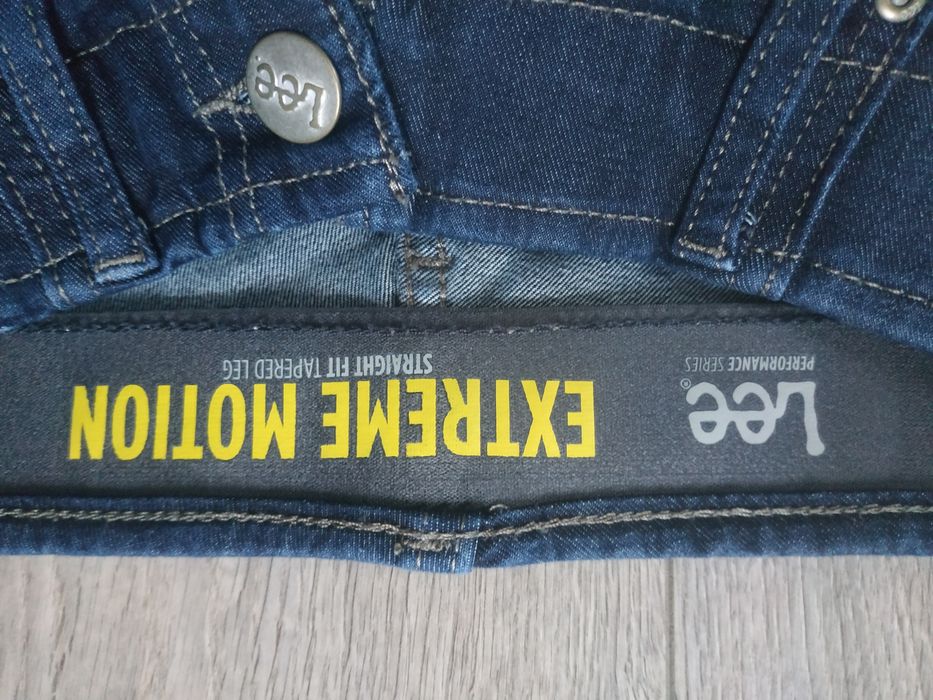 Lee
Lee®
PERFORMANCE SERIES
EXTREME MOTION
STRAIGHT FIT TAPERED LEG